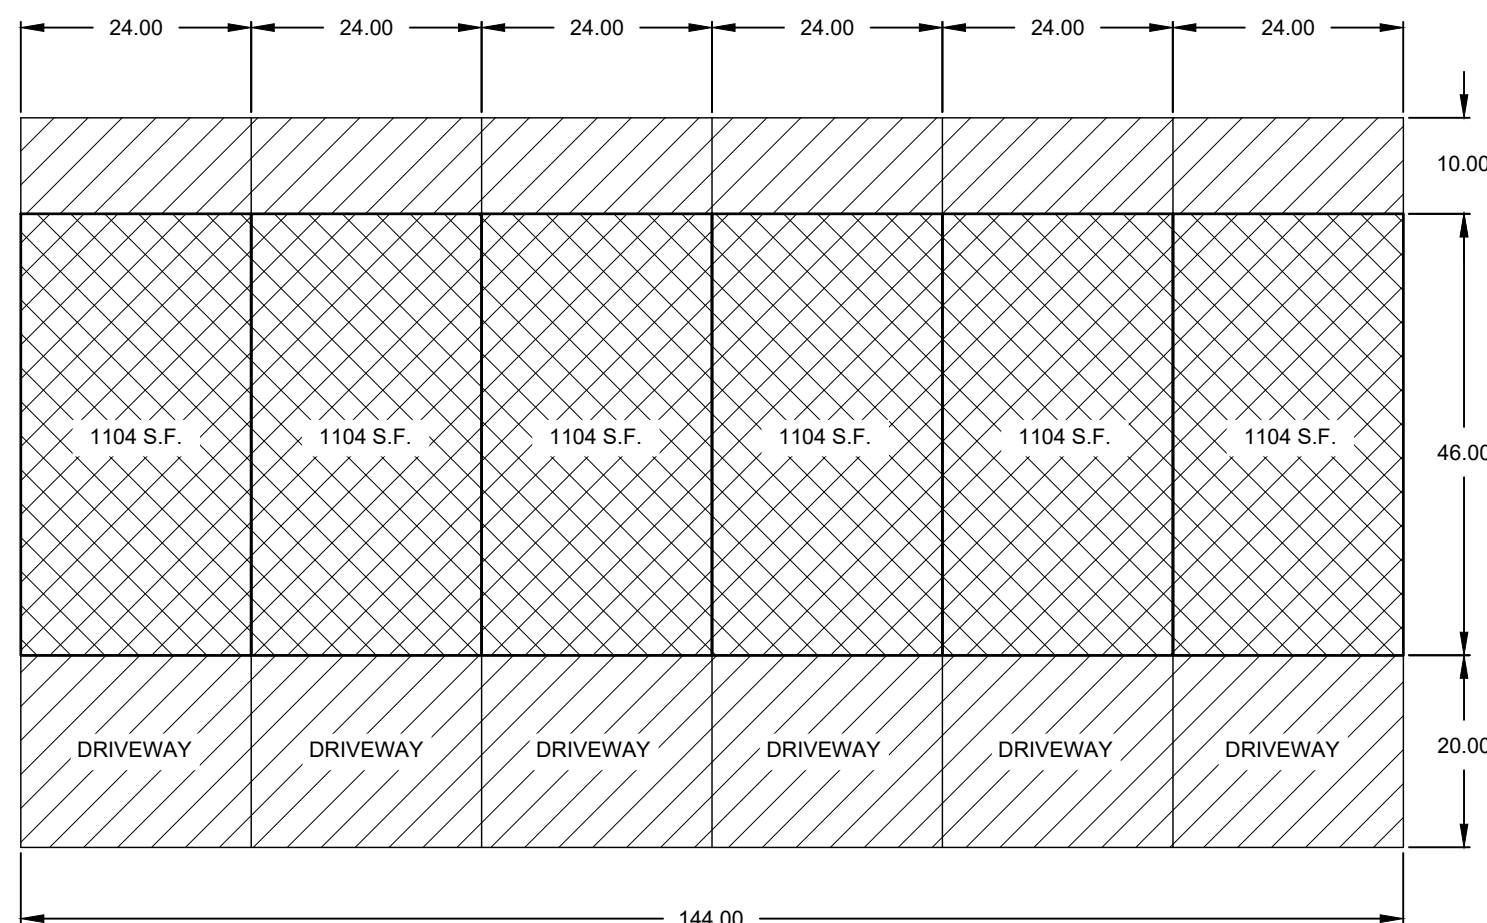 24.00 24.00 24.00 24.00 24.00 24.00
10.00
1104 S.F. 1104 S.F. 1104 S.F. 1104 S.F. 1104 S.F. 1104 S.F.
46.00
DRIVEWAY DRIVEWAY DRIVEWAY DRIVEWAY DRIVEWAY DRIVEWAY
20.00
144.00